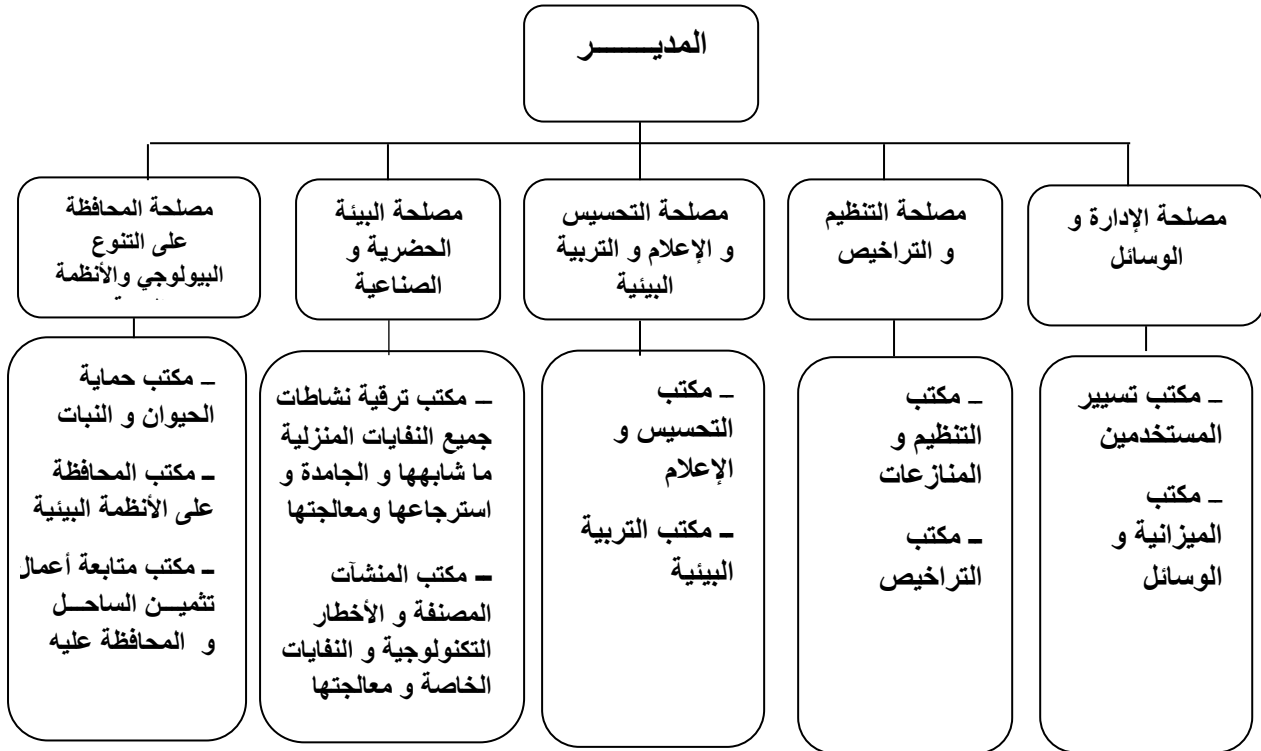 المديـــــــر
مصلحة الإدارة و
الوسائل
مصلحة التنظيم
و التراخيص
مصلحة التحسيس
و الإعلام و التربية
البيئية
مصلحة البيئة
الحضرية و
الصناعية
مصلحة المحافظة
على التنوع
البيولوجي والأنظمة
ـ مكتب تسيير
المستخدمين
ـ مكتب
الميزانية و
الوسائل
ـ مكتب
التنظيم و
المنازعات
ـ مكتب
التراخيص
ـ مكتب
التحسيس و
الإعلام
ـ مكتب التربية
البيئية
ـ مكتب ترقية نشاطات
جميع النفايات المنزلية
ما شابهها و الجامدة و
استرجاعها ومعالجتها
ـ مكتب المنشآت
المصنفة و الأخطار
التكنولوجية و النفايات
الخاصة و معالجتها
ـ مكتب حماية
الحيوان و النبات
ـ مكتب المحافظة
على الأنظمة البيئية
ـ مكتب متابعة أعمال
تثميـــن الساحـــل
و المحافظة عليه